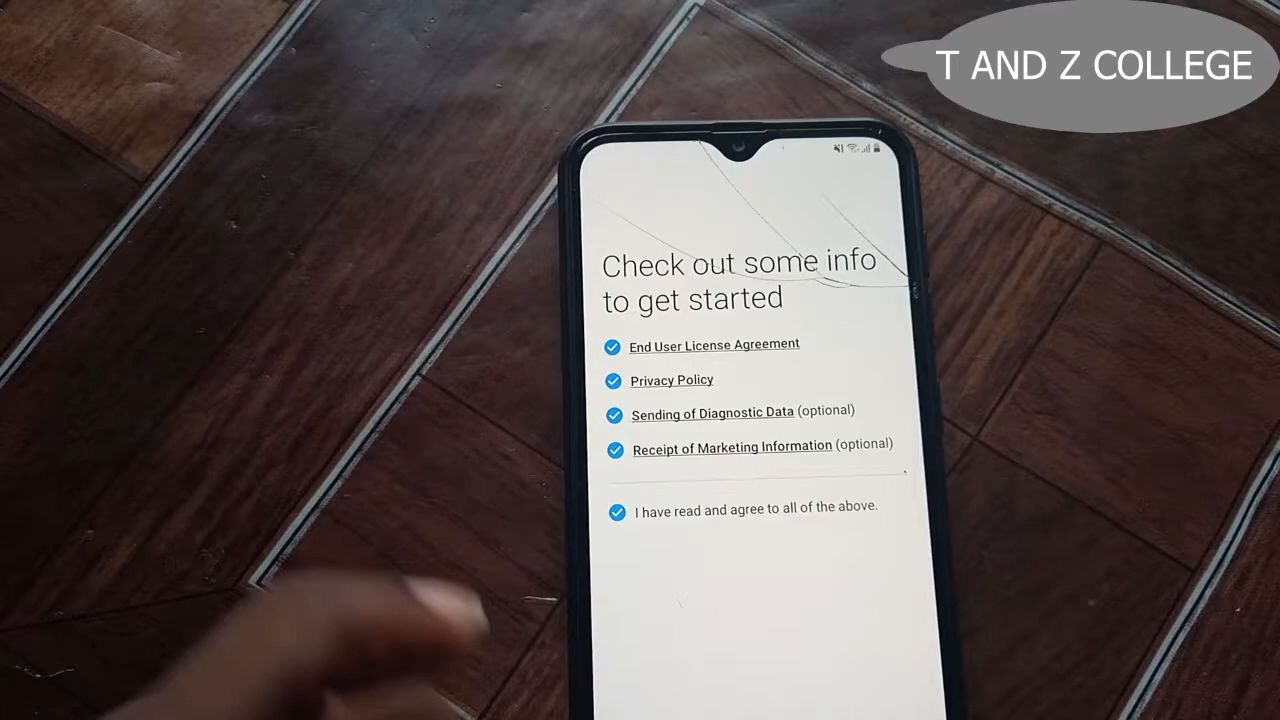 T AND Z COLLEGE
Check out some info
to get started
End User License Agreement
Privacy Policy
Sending of Diagnostic Data (optional)
Receipt of Marketing Information (optional)
I have read and agree to all of the above.